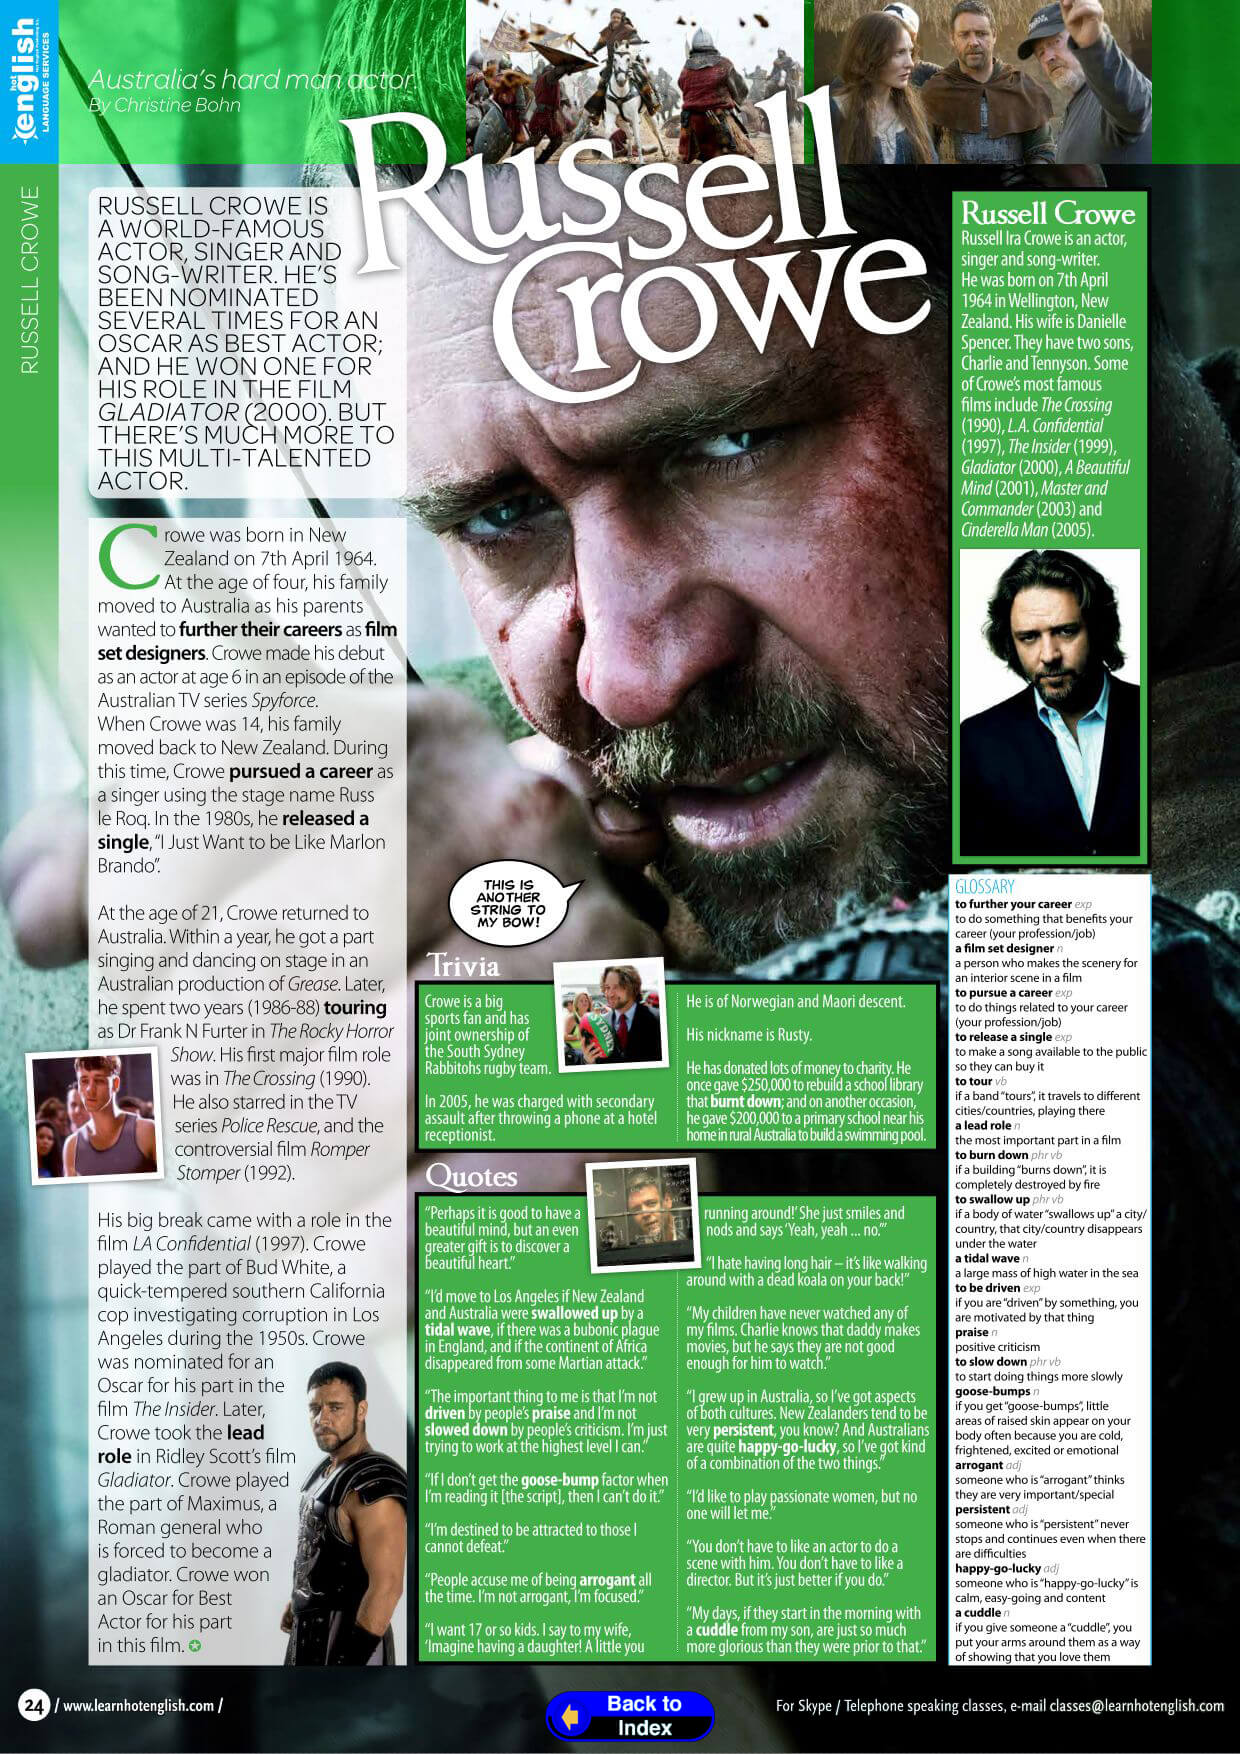 hot
english
LANGUAGE SERVICES
RUSSELL CROWE
Australia's hard man actor.
By Christine Bohn
Russell
Crowe
RUSSELL CROWE IS
A WORLD-FAMOUS
ACTOR, SINGER AND
SONG-WRITER. HE'S
BEEN NOMINATED
SEVERAL TIMES FOR AN
OSCAR AS BEST ACTOR;
AND HE WON ONE FOR
HIS ROLE IN THE FILM
GLADIATOR (2000). BUT
THERE'S MUCH MORE TO
THIS MULTI-TALENTED
ACTOR.
Crowe was born in New
Zealand on 7th April 1964.
At the age of four, his family
moved to Australia as his parents
wanted to further their careers as film
set designers. Crowe made his debut
as an actor at age 6 in an episode of the
Australian TV series Spyforce.
When Crowe was 14, his family
moved back to New Zealand. During
this time, Crowe pursued a career as
a singer using the stage name Russ
le Roq. In the 1980s, he released a
single, "I Just Want to be Like Marlon
Brando".
At the age of 21, Crowe returned to
Australia. Within a year, he got a part
singing and dancing on stage in an
Australian production of Grease. Later,
he spent two years (1986-88) touring
as Dr Frank N Furter in The Rocky Horror
Show. His first major film role
was in The Crossing (1990).
He also starred in the TV
series Police Rescue, and the
controversial film Romper
Stomper (1992).
His big break came with a role in the
film LA Confidential (1997). Crowe
played the part of Bud White, a
quick-tempered southern California
cop investigating corruption in Los
Angeles during the 1950s. Crowe
was nominated for an
Oscar for his part in the
film The Insider. Later,
Crowe took the lead
role in Ridley Scott's film
Gladiator. Crowe played
the part of Maximus, a
Roman general who
is forced to become a
gladiator. Crowe won
an Oscar for Best
Actor for his part
in this film.
THIS IS
ANOTHER
STRING TO
MY BOW!
Trivia
Crowe is a big
sports fan and has
joint ownership of
the South Sydney
Rabbitohs rugby team.
In 2005, he was charged with secondary
assault after throwing a phone at a hotel
receptionist.
SYDNEY
He is of Norwegian and Maori descent.
His nickname is Rusty.
He has donated lots of money to charity. He
once gave $250,000 to rebuild a school library
that burnt down; and on another occasion,
he gave $200,000 to a primary school near his
home in rural Australia to build a swimming pool.
Quotes
"Perhaps it is good to have a
beautiful mind, but an even
greater gift is to discover a
beautiful heart."
"I'd move to Los Angeles if New Zealand
and Australia were swallowed up by a
tidal wave, if there was a bubonic plague
in England, and if the continent of Africa
disappeared from some Martian attack."
"The important thing to me is that I'm not
driven by people's praise and I'm not
slowed down by people's criticism. I'm just
trying to work at the highest level I can."
"If I don't get the goose-bump factor when
I'm reading it [the script], then I can't do it."
"I'm destined to be attracted to those I
cannot defeat."
"People accuse me of being arrogant all
the time. I'm not arrogant, I'm focused."
"I want 17 or so kids. I say to my wife,
'Imagine having a daughter! A little you
running around!' She just smiles and
nods and says 'Yeah, yeah ... no.'"
"I hate having long hair – it's like walking
around with a dead koala on your back!"
"My children have never watched any of
my films. Charlie knows that daddy makes
movies, but he says they are not good
enough for him to watch."
"I grew up in Australia, so I've got aspects
of both cultures. New Zealanders tend to be
very persistent, you know? And Australians
are quite happy-go-lucky, so I've got kind
of a combination of the two things."
"I'd like to play passionate women, but no
one will let me."
"You don't have to like an actor to do a
scene with him. You don't have to like a
director. But it's just better if you do."
"My days, if they start in the morning with
a cuddle from my son, are just so much
more glorious than they were prior to that."
Russell Crowe
Russell Ira Crowe is an actor,
singer and song-writer.
He was born on 7th April
1964 in Wellington, New
Zealand. His wife is Danielle
Spencer. They have two sons,
Charlie and Tennyson. Some
of Crowe's most famous
films include The Crossing
(1990), L.A. Confidential
(1997), The Insider (1999),
Gladiator (2000), A Beautiful
Mind (2001), Master and
Commander (2003) and
Cinderella Man (2005).
GLOSSARY
to further your career exp
to do something that benefits your
career (your profession/job)
a film set designer n
a person who makes the scenery for
an interior scene in a film
to pursue a career exp
to do things related to your career
(your profession/job)
to release a single exp
to make a song available to the public
so they can buy it
to tour vb
if a band "tours", it travels to different
cities/countries, playing there
a lead role n
the most important part in a film
to burn down phr vb
if a building "burns down", it is
completely destroyed by fire
to swallow up phr vb
if a body of water "swallows up" a city/
country, that city/country disappears
under the water
a tidal wave n
a large mass of high water in the sea
to be driven exp
if you are "driven" by something, you
are motivated by that thing
praise n
positive criticism
to slow down phr vb
to start doing things more slowly
goose-bumps n
if you get "goose-bumps", little
areas of raised skin appear on your
body often because you are cold,
frightened, excited or emotional
arrogant adj
someone who is "arrogant" thinks
they are very important/special
persistent adj
someone who is "persistent" never
stops and continues even when there
are difficulties
happy-go-lucky adj
someone who is "happy-go-lucky" is
calm, easy-going and content
a cuddle n
if you give someone a "cuddle", you
put your arms around them as a way
of showing that you love them
24 / www.learnhotenglish.com /
Back to
Index
For Skype / Telephone speaking classes, e-mail classes@learnhotenglish.com